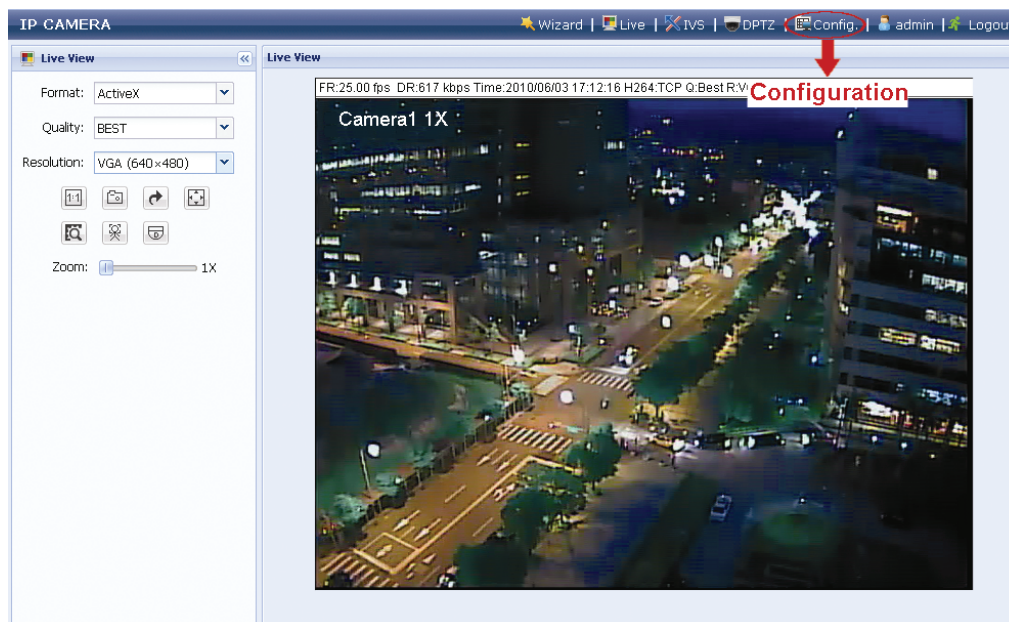 IP CAMERA
Wizard | Live | IVS | DPTZ | Config. | admin | Logou
Live View
Live View
Format: ActiveX
Quality: BEST
Resolution: VGA (640×480)
1:1
Zoom: 1X
FR:25.00 fps DR:617 kbps Time:2010/06/03 17:12:16 H264:TCP Q:Best R:V
Configuration
Camera1 1X